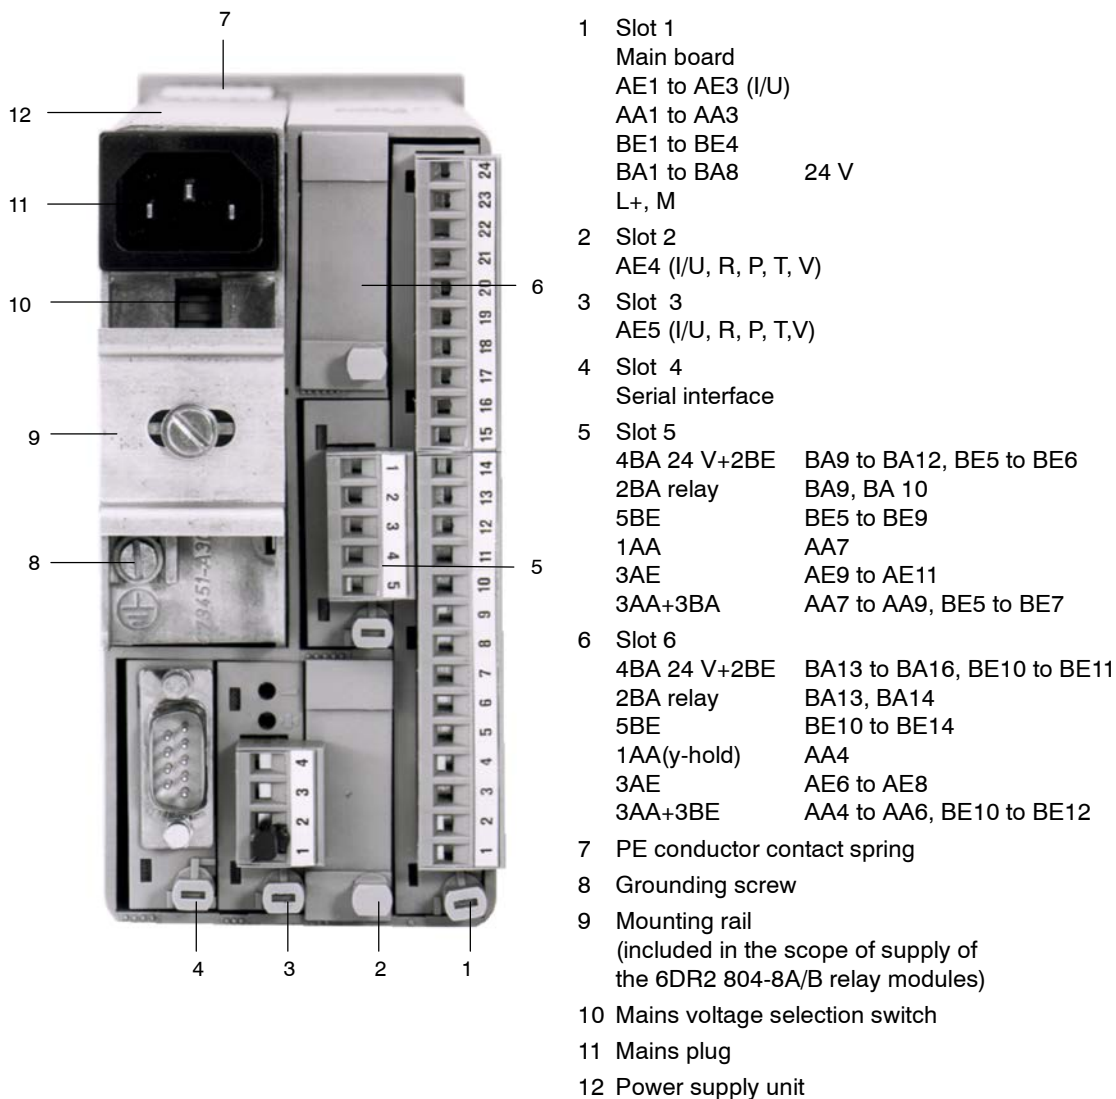 7
12
11
10
9
8
6
5
4 3 2 1
24
23
22
21
20
19
18
17
16
15
14
13
12
11
10
9
8
7
6
5
4
3
2
1
1
2
3
4
5
4
3
2
1
C73451-A30
1 Slot 1
Main board
AE1 to AE3 (I/U)
AA1 to AA3
BE1 to BE4
BA1 to BA8 24 V
L+, M
2 Slot 2
AE4 (I/U, R, P, T, V)
3 Slot 3
AE5 (I/U, R, P, T,V)
4 Slot 4
Serial interface
5 Slot 5
4BA 24 V+2BE BA9 to BA12, BE5 to BE6
2BA relay BA9, BA 10
5BE BE5 to BE9
1AA AA7
3AE AE9 to AE11
3AA+3BA AA7 to AA9, BE5 to BE7
6 Slot 6
4BA 24 V+2BE BA13 to BA16, BE10 to BE11
2BA relay BA13, BA14
5BE BE10 to BE14
1AA(y-hold) AA4
3AE AE6 to AE8
3AA+3BE AA4 to AA6, BE10 to BE12
7 PE conductor contact spring
8 Grounding screw
9 Mounting rail
(included in the scope of supply of
the 6DR2 804-8A/B relay modules)
10 Mains voltage selection switch
11 Mains plug
12 Power supply unit